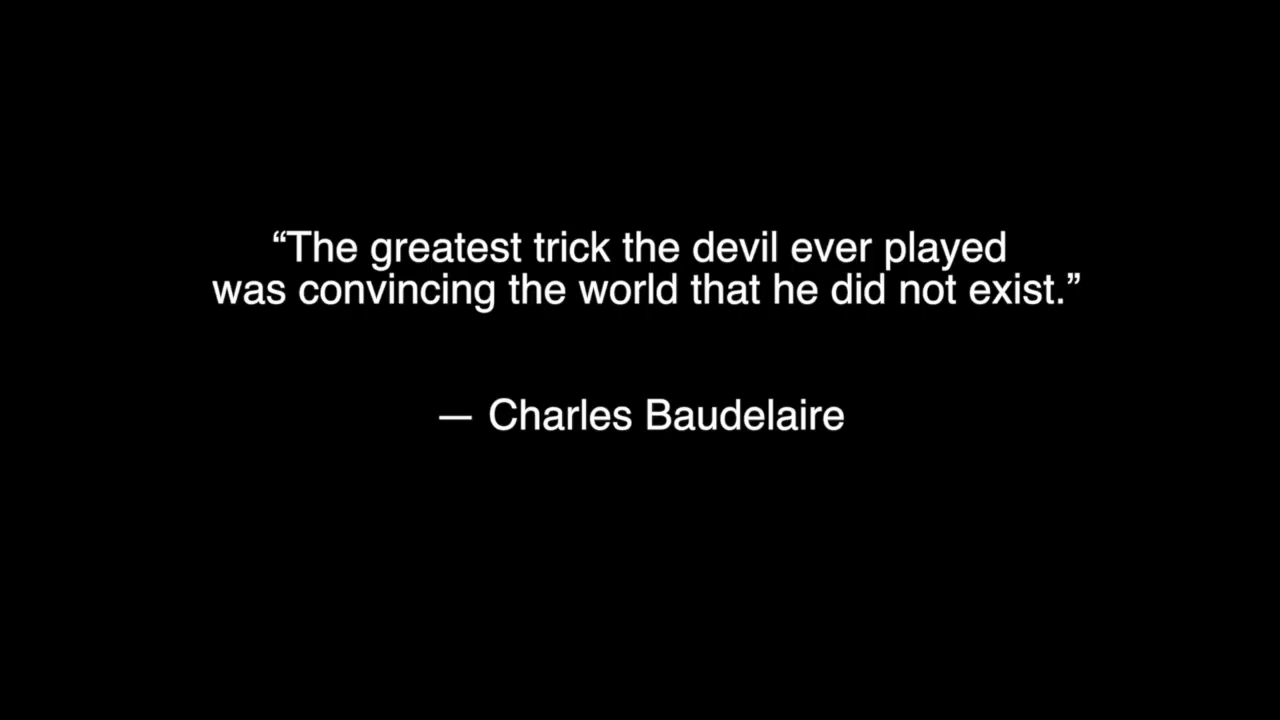 “The greatest trick the devil ever played
was convincing the world that he did not exist.”
— Charles Baudelaire